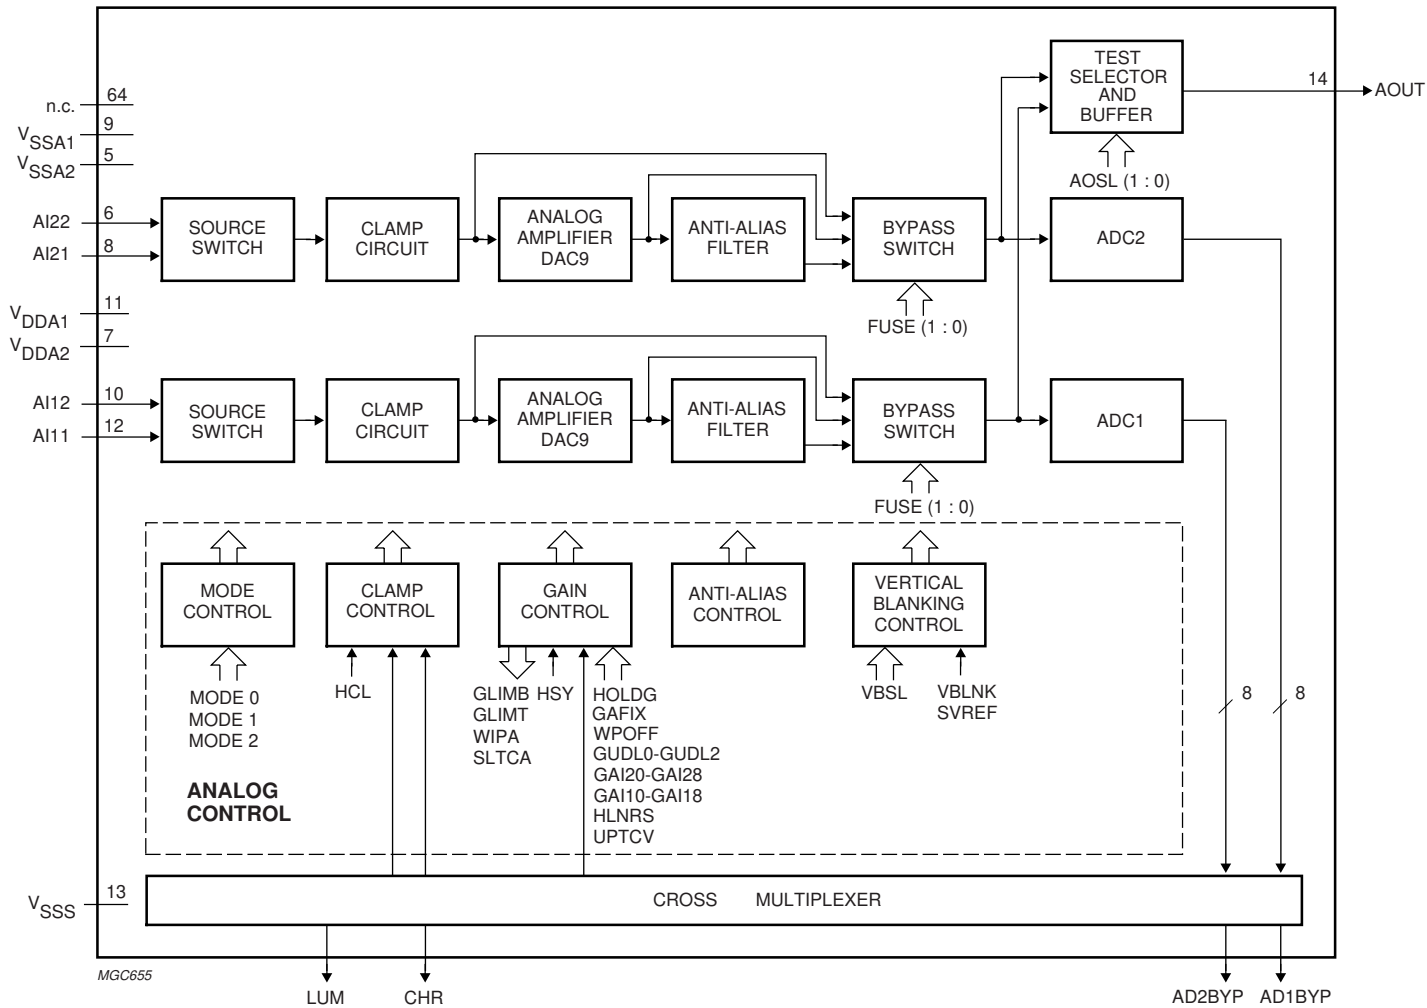 n.c.
64
VSSA1
9
VSSA2
5
AI22
6
AI21
8
VDDA1
11
VDDA2
7
AI12
10
AI11
12
TEST
SELECTOR
AND
BUFFER
14
AOUT
AOSL (1 : 0)
SOURCE
SWITCH
CLAMP
CIRCUIT
ANALOG
AMPLIFIER
DAC9
ANTI-ALIAS
FILTER
BYPASS
SWITCH
ADC2
FUSE (1 : 0)
SOURCE
SWITCH
CLAMP
CIRCUIT
ANALOG
AMPLIFIER
DAC9
ANTI-ALIAS
FILTER
BYPASS
SWITCH
ADC1
FUSE (1 : 0)
MODE
CONTROL
CLAMP
CONTROL
GAIN
CONTROL
ANTI-ALIAS
CONTROL
VERTICAL
BLANKING
CONTROL
MODE 0
MODE 1
MODE 2
HCL
GLIMB
GLIMT
WIPA
SLTCA
HSY
HOLDG
GAFIX
WPOFF
GUDL0-GUDL2
GAI20-GAI28
GAI10-GAI18
HLNRS
UPTCV
VBSL
VBLNK
SVREF
8
8
ANALOG
CONTROL
VSSS
13
CROSS MULTIPLEXER
MGC655
LUM
CHR
AD2BYP
AD1BYP